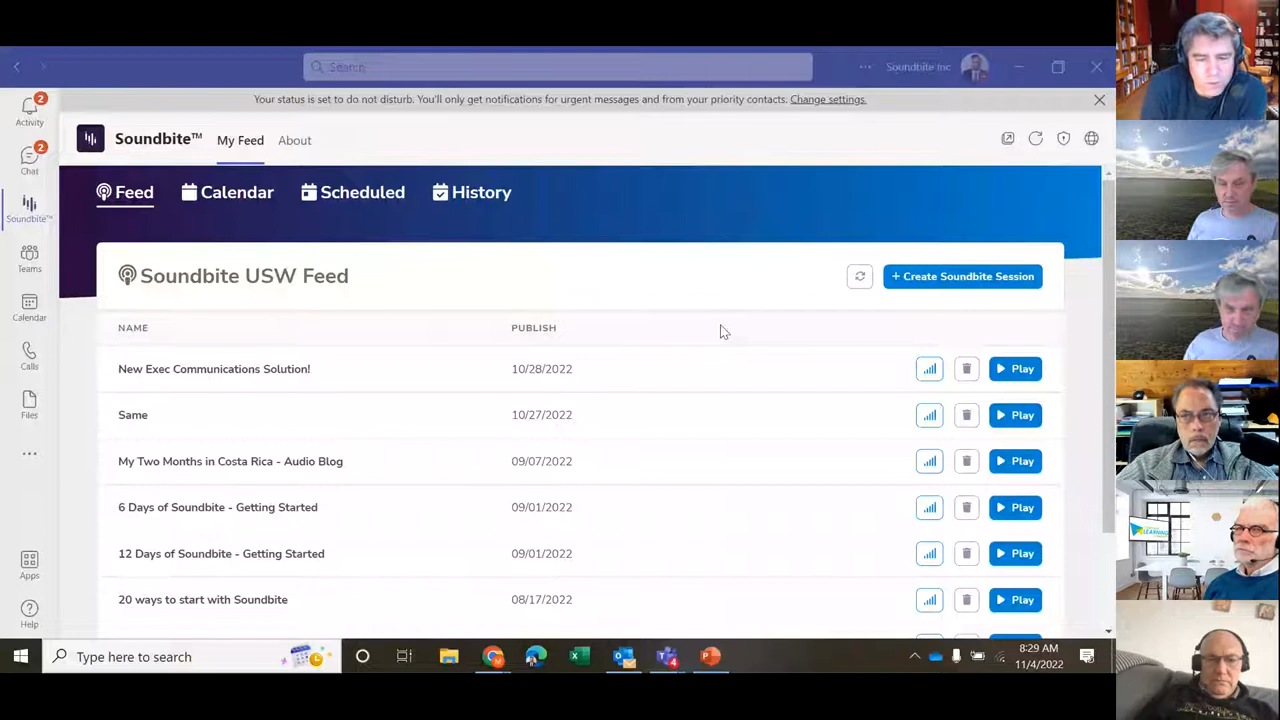 Search
Soundbite Inc
Your status is set to do not disturb. You'll only get notifications for urgent messages and from your priority contacts. Change settings.
2
Activity
2
Chat
Soundbite™
Teams
Calendar
Calls
Files
Apps
Help
Soundbite™ My Feed About
Feed Calendar Scheduled History
Soundbite USW Feed
+ Create Soundbite Session
NAME PUBLISH
New Exec Communications Solution! 10/28/2022 Play
Same 10/27/2022 Play
My Two Months in Costa Rica - Audio Blog 09/07/2022 Play
6 Days of Soundbite - Getting Started 09/01/2022 Play
12 Days of Soundbite - Getting Started 09/01/2022 Play
20 ways to start with Soundbite 08/17/2022 Play
Type here to search
4
8:29 AM
11/4/2022
LEARNING